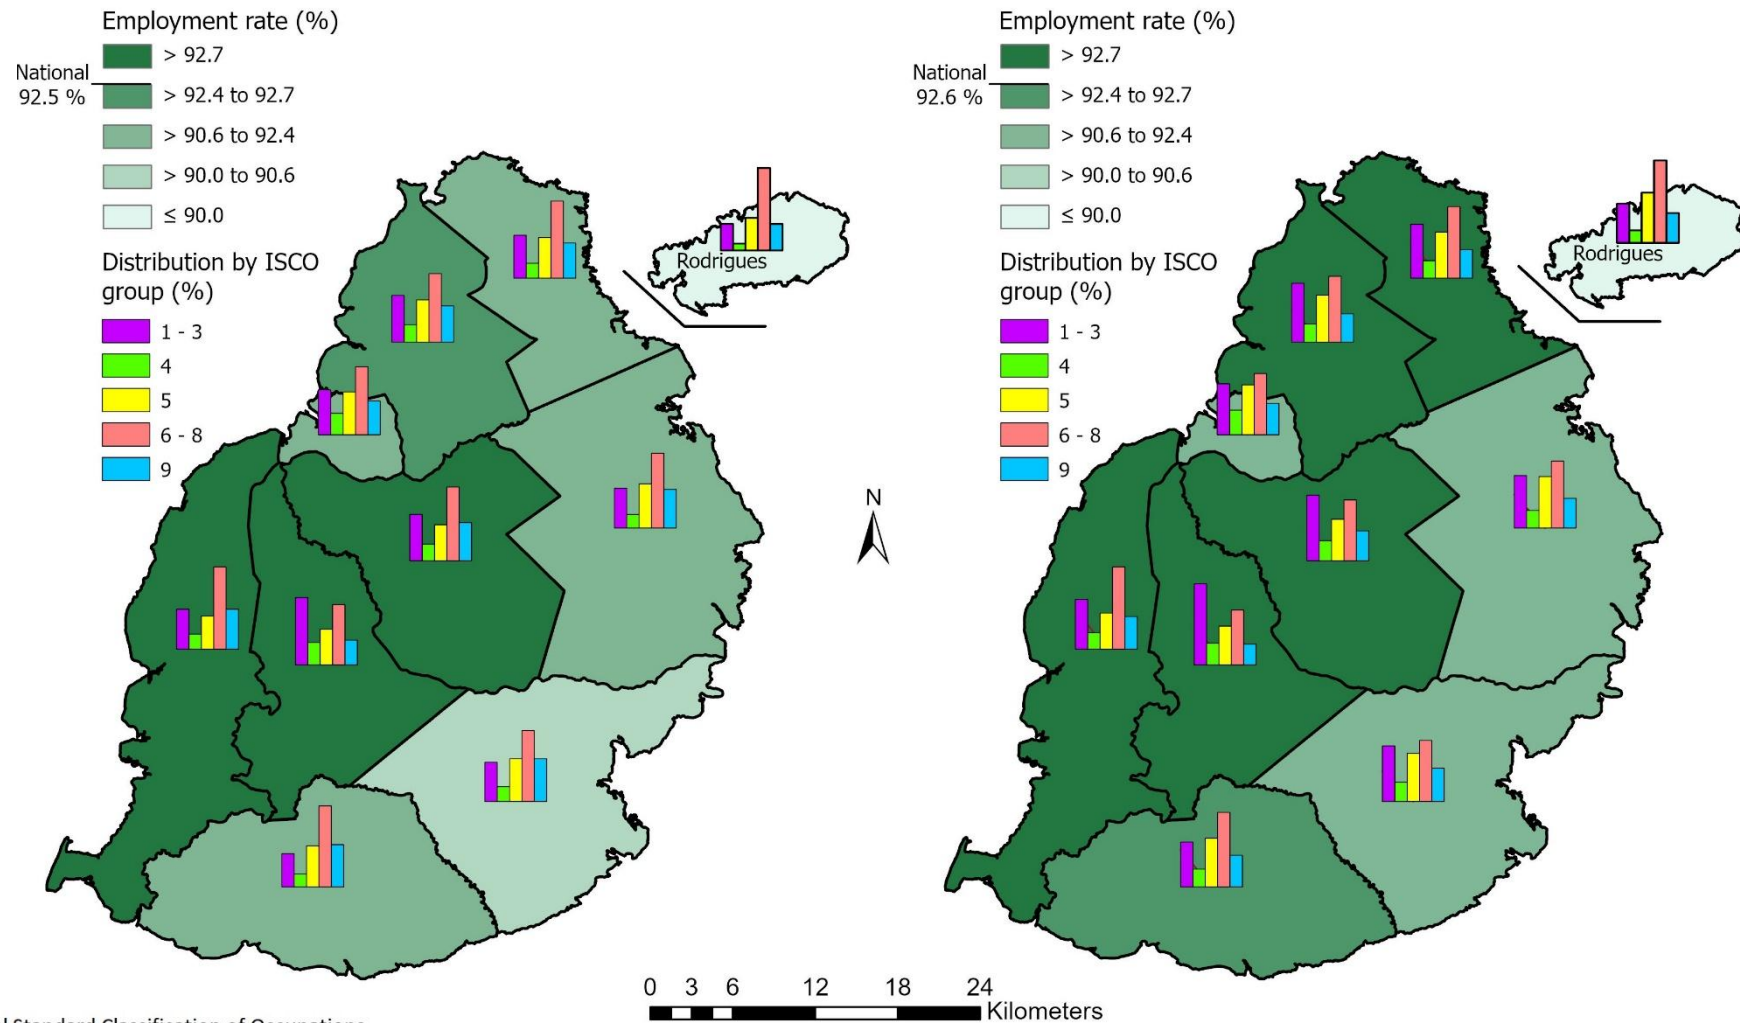 Employment rate (%)
> 92.7
National
92.5 %
> 92.4 to 92.7
> 90.6 to 92.4
> 90.0 to 90.6
≤ 90.0
Distribution by ISCO
group (%)
1 - 3
4
5
6 - 8
9
Rodrigues
Employment rate (%)
> 92.7
National
92.6 %
> 92.4 to 92.7
> 90.6 to 92.4
> 90.0 to 90.6
≤ 90.0
Distribution by ISCO
group (%)
1 - 3
4
5
6 - 8
9
Rodrigues
N
0 3 6 12 18 24
Kilometers
Standard Classification of Occupations